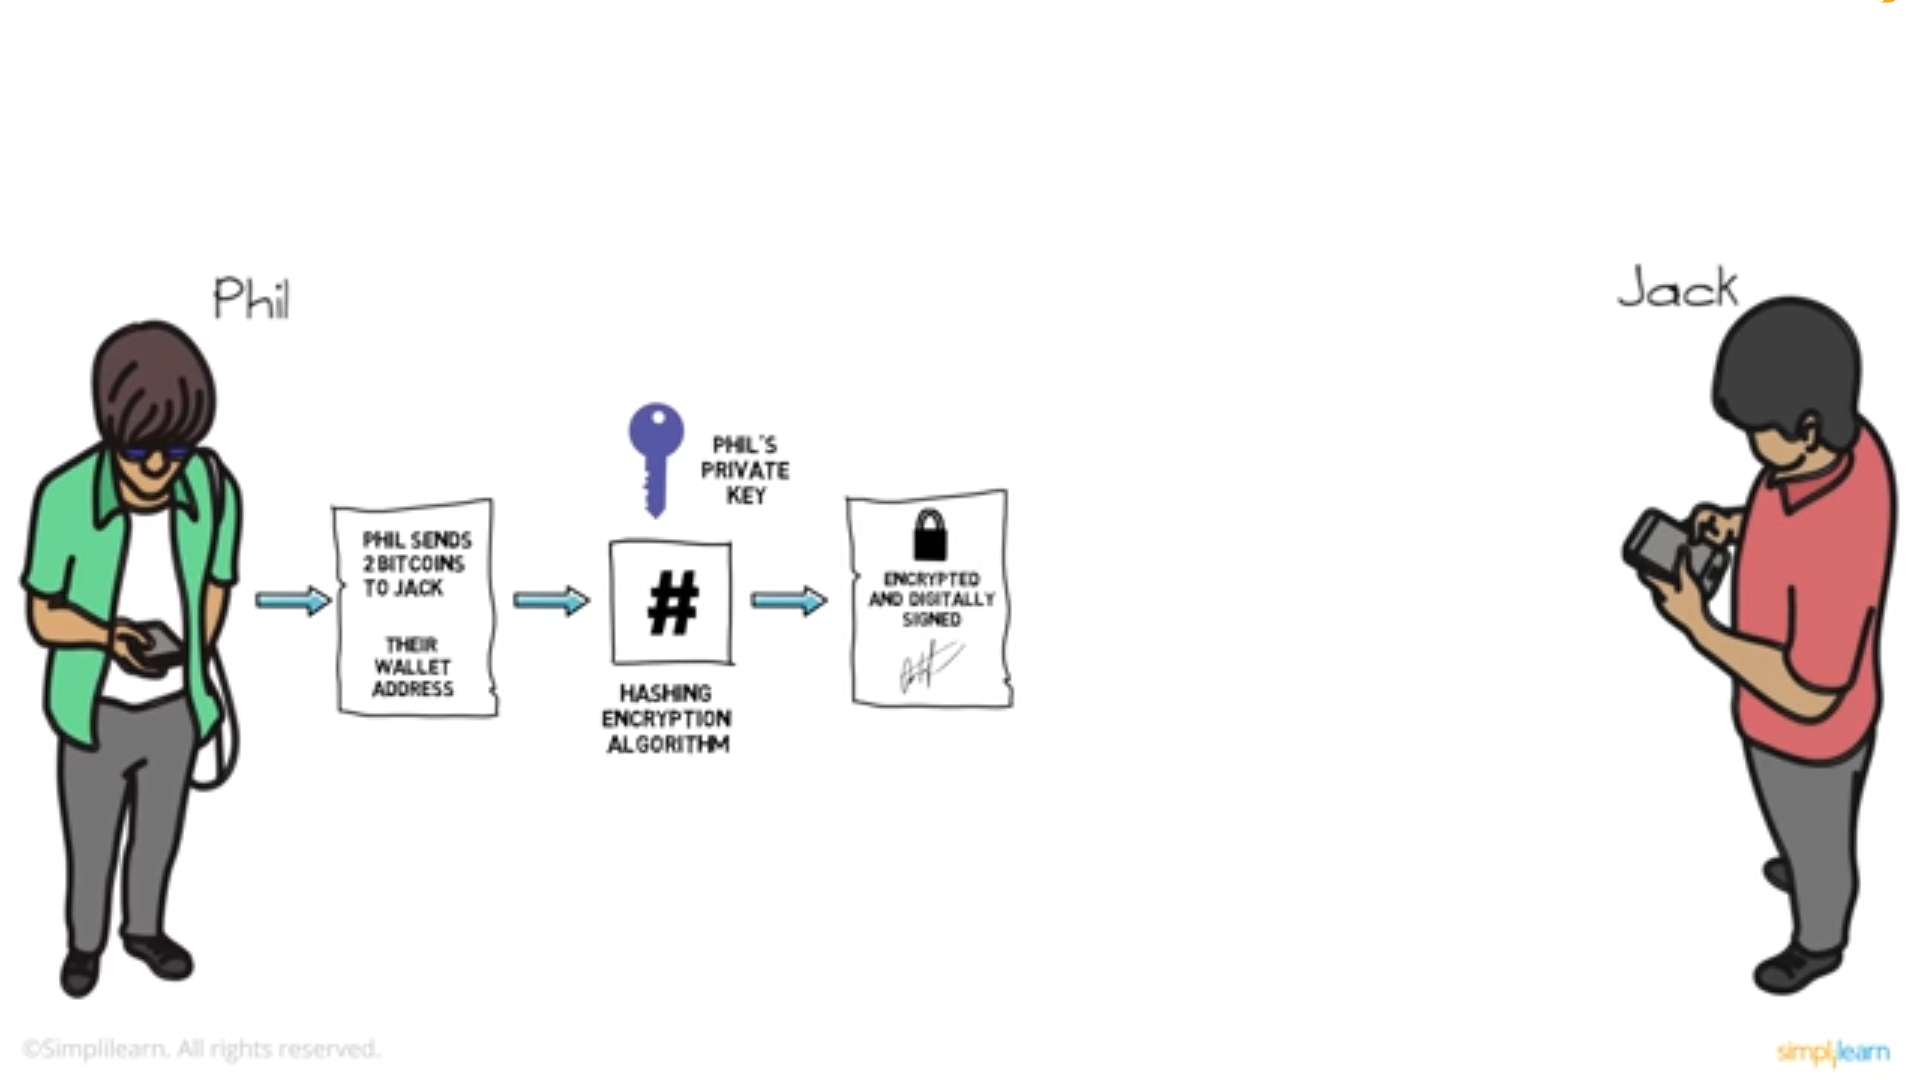 Phil
Jack
PHIL'S
PRIVATE
KEY
PHIL SENDS
2 BITCOINS
TO JACK
THEIR
WALLET
ADDRESS
#
HASHING
ENCRYPTION
ALGORITHM
ENCRYPTED
AND DIGITALLY
SIGNED
©Simplilearn. All rights reserved.
simplilearn